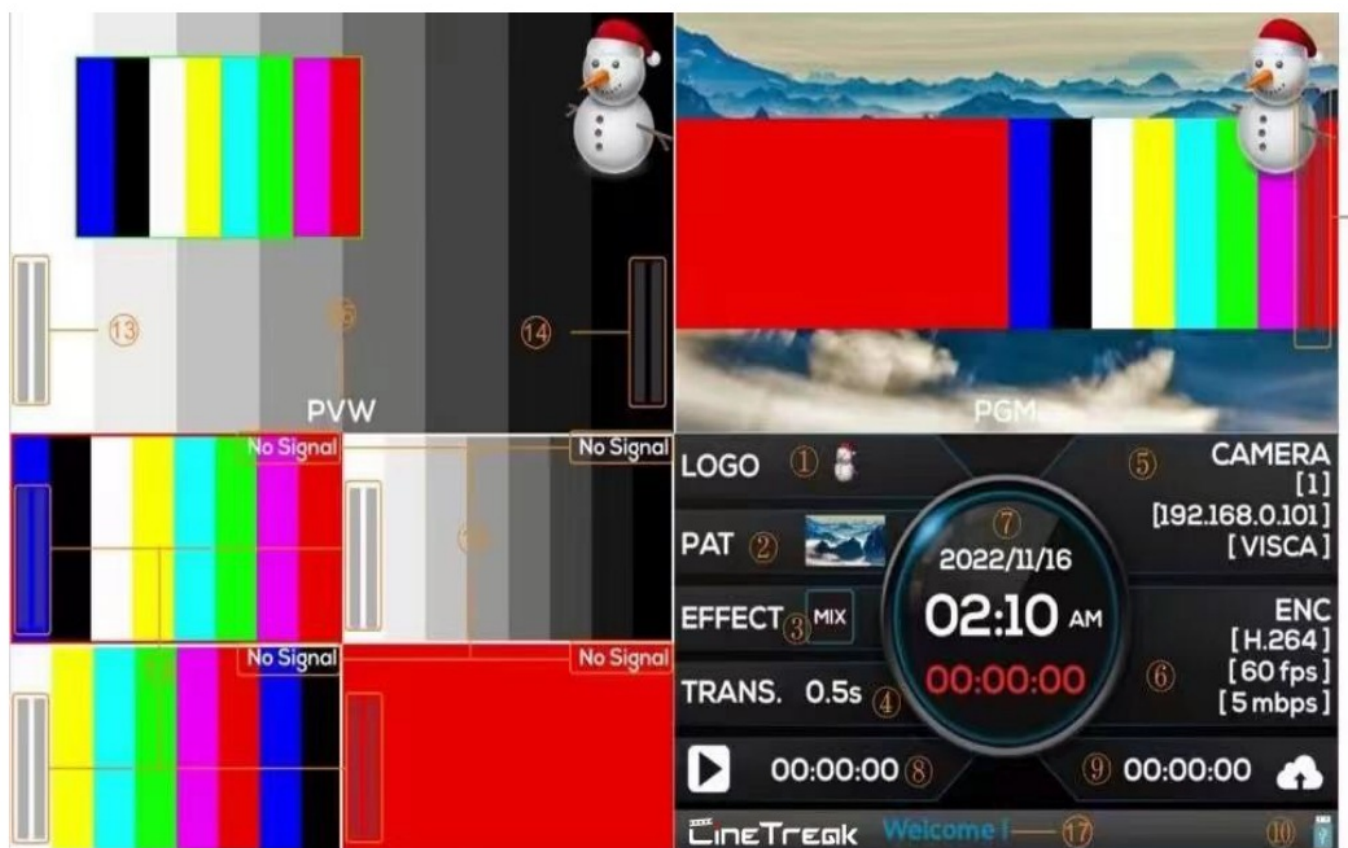 ⑬
⑭
PVW
PGM
No Signal
No Signal
No Signal
No Signal
LOGO ①
PAT ②
EFFECT ③ MIX
TRANS. 0.5s ④
⑤ CAMERA
[1]
[192.168.0.101]
[VISCA]
⑦
2022/11/16
02:10 AM
00:00:00
ENC
[H.264]
⑥ [60 fps]
[5 mbps]
00:00:00 ⑧
⑨ 00:00:00
LineTreak Welcome ! ⑰ ⑩